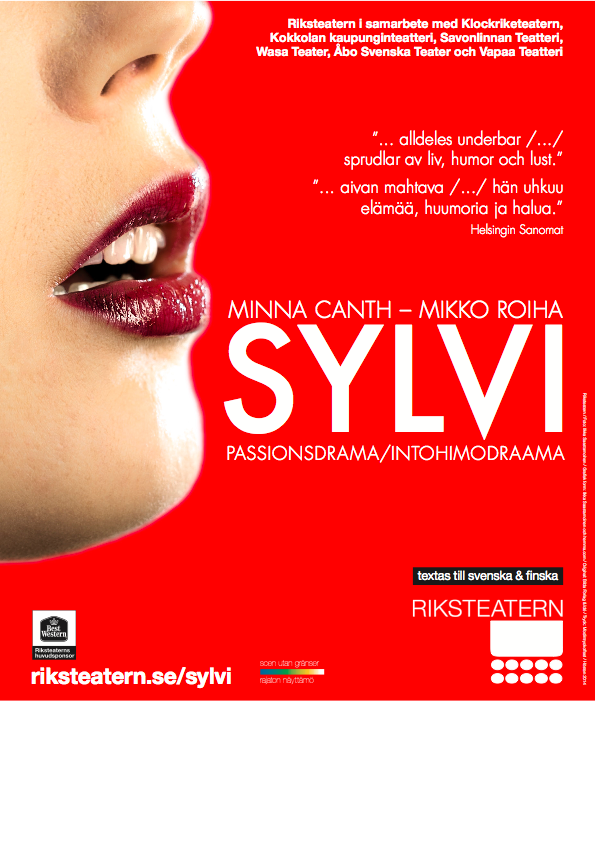 Riksteatern i samarbete med Klockriketeatern,
Kokkolan kaupunginteatteri, Savonlinnan Teatteri,
Wasa Teater, Åbo Svenska Teater och Vapaa Teatteri
"... alldeles underbar /.../
sprudlar av liv, humor och lust."
"... aivan mahtava /.../ hän uhkuu
elämää, huumoria ja halua."
Helsingin Sanomat
MINNA CANTH – MIKKO ROIHA
SYLVI
PASSIONSDRAMA/INTOHIMODRAAMA
textas till svenska & finska
RIKSTEATERN
Best
Western
Riksteaterns
huvudsponsor
riksteatern.se/sylvi
scen utan gränser
rajaton näyttämö